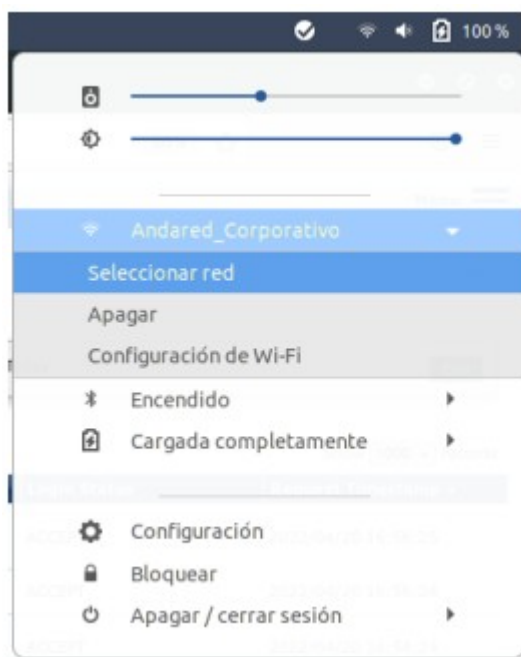 100 %
Andared_Corporativo
Seleccionar red
Apagar
Configuración de Wi-Fi
Encendido
Cargada completamente
Configuración
Bloquear
Apagar / cerrar sesión